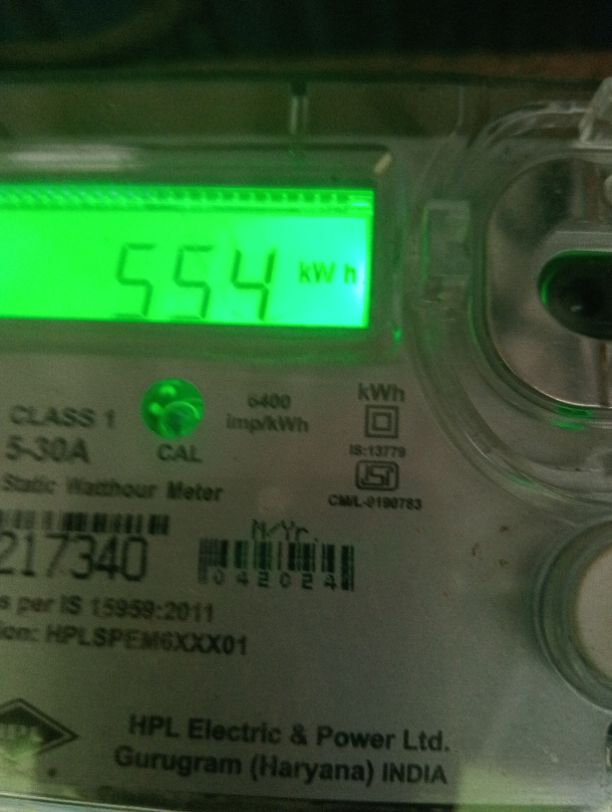 554 kWh
CLASS 1
5-30A
CAL
6400
imp/kWh
kWh
IS:13779
CM/L-0190783
Static Watthour Meter
217340
M/Yr.
042024
s per IS 15959:2011
ion: HPLSPEM6XXX01
HPL Electric & Power Ltd.
Gurugram (Haryana) INDIA